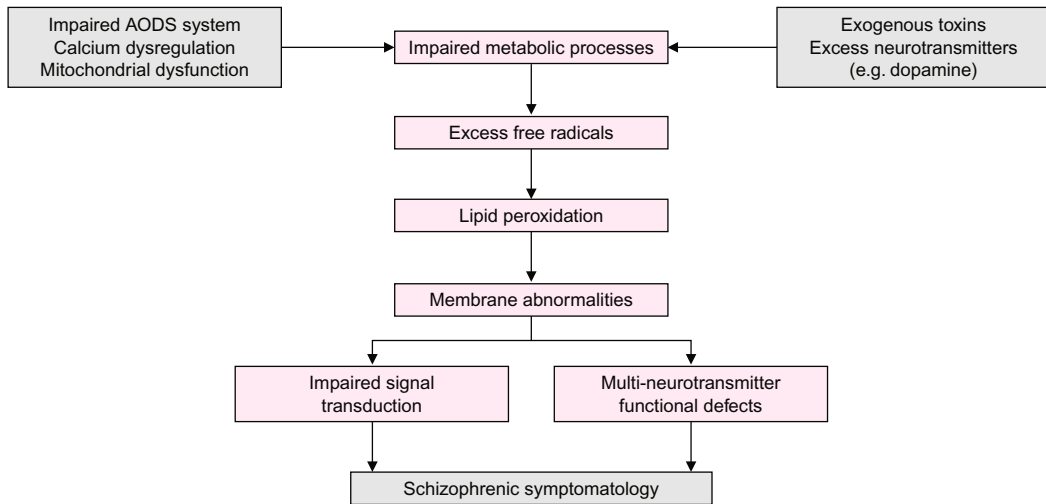 Impaired AODS system
Calcium dysregulation
Mitochondrial dysfunction
Impaired metabolic processes
Exogenous toxins
Excess neurotransmitters
(e.g. dopamine)
Excess free radicals
Lipid peroxidation
Membrane abnormalities
Impaired signal
transduction
Multi-neurotransmitter
functional defects
Schizophrenic symptomatology